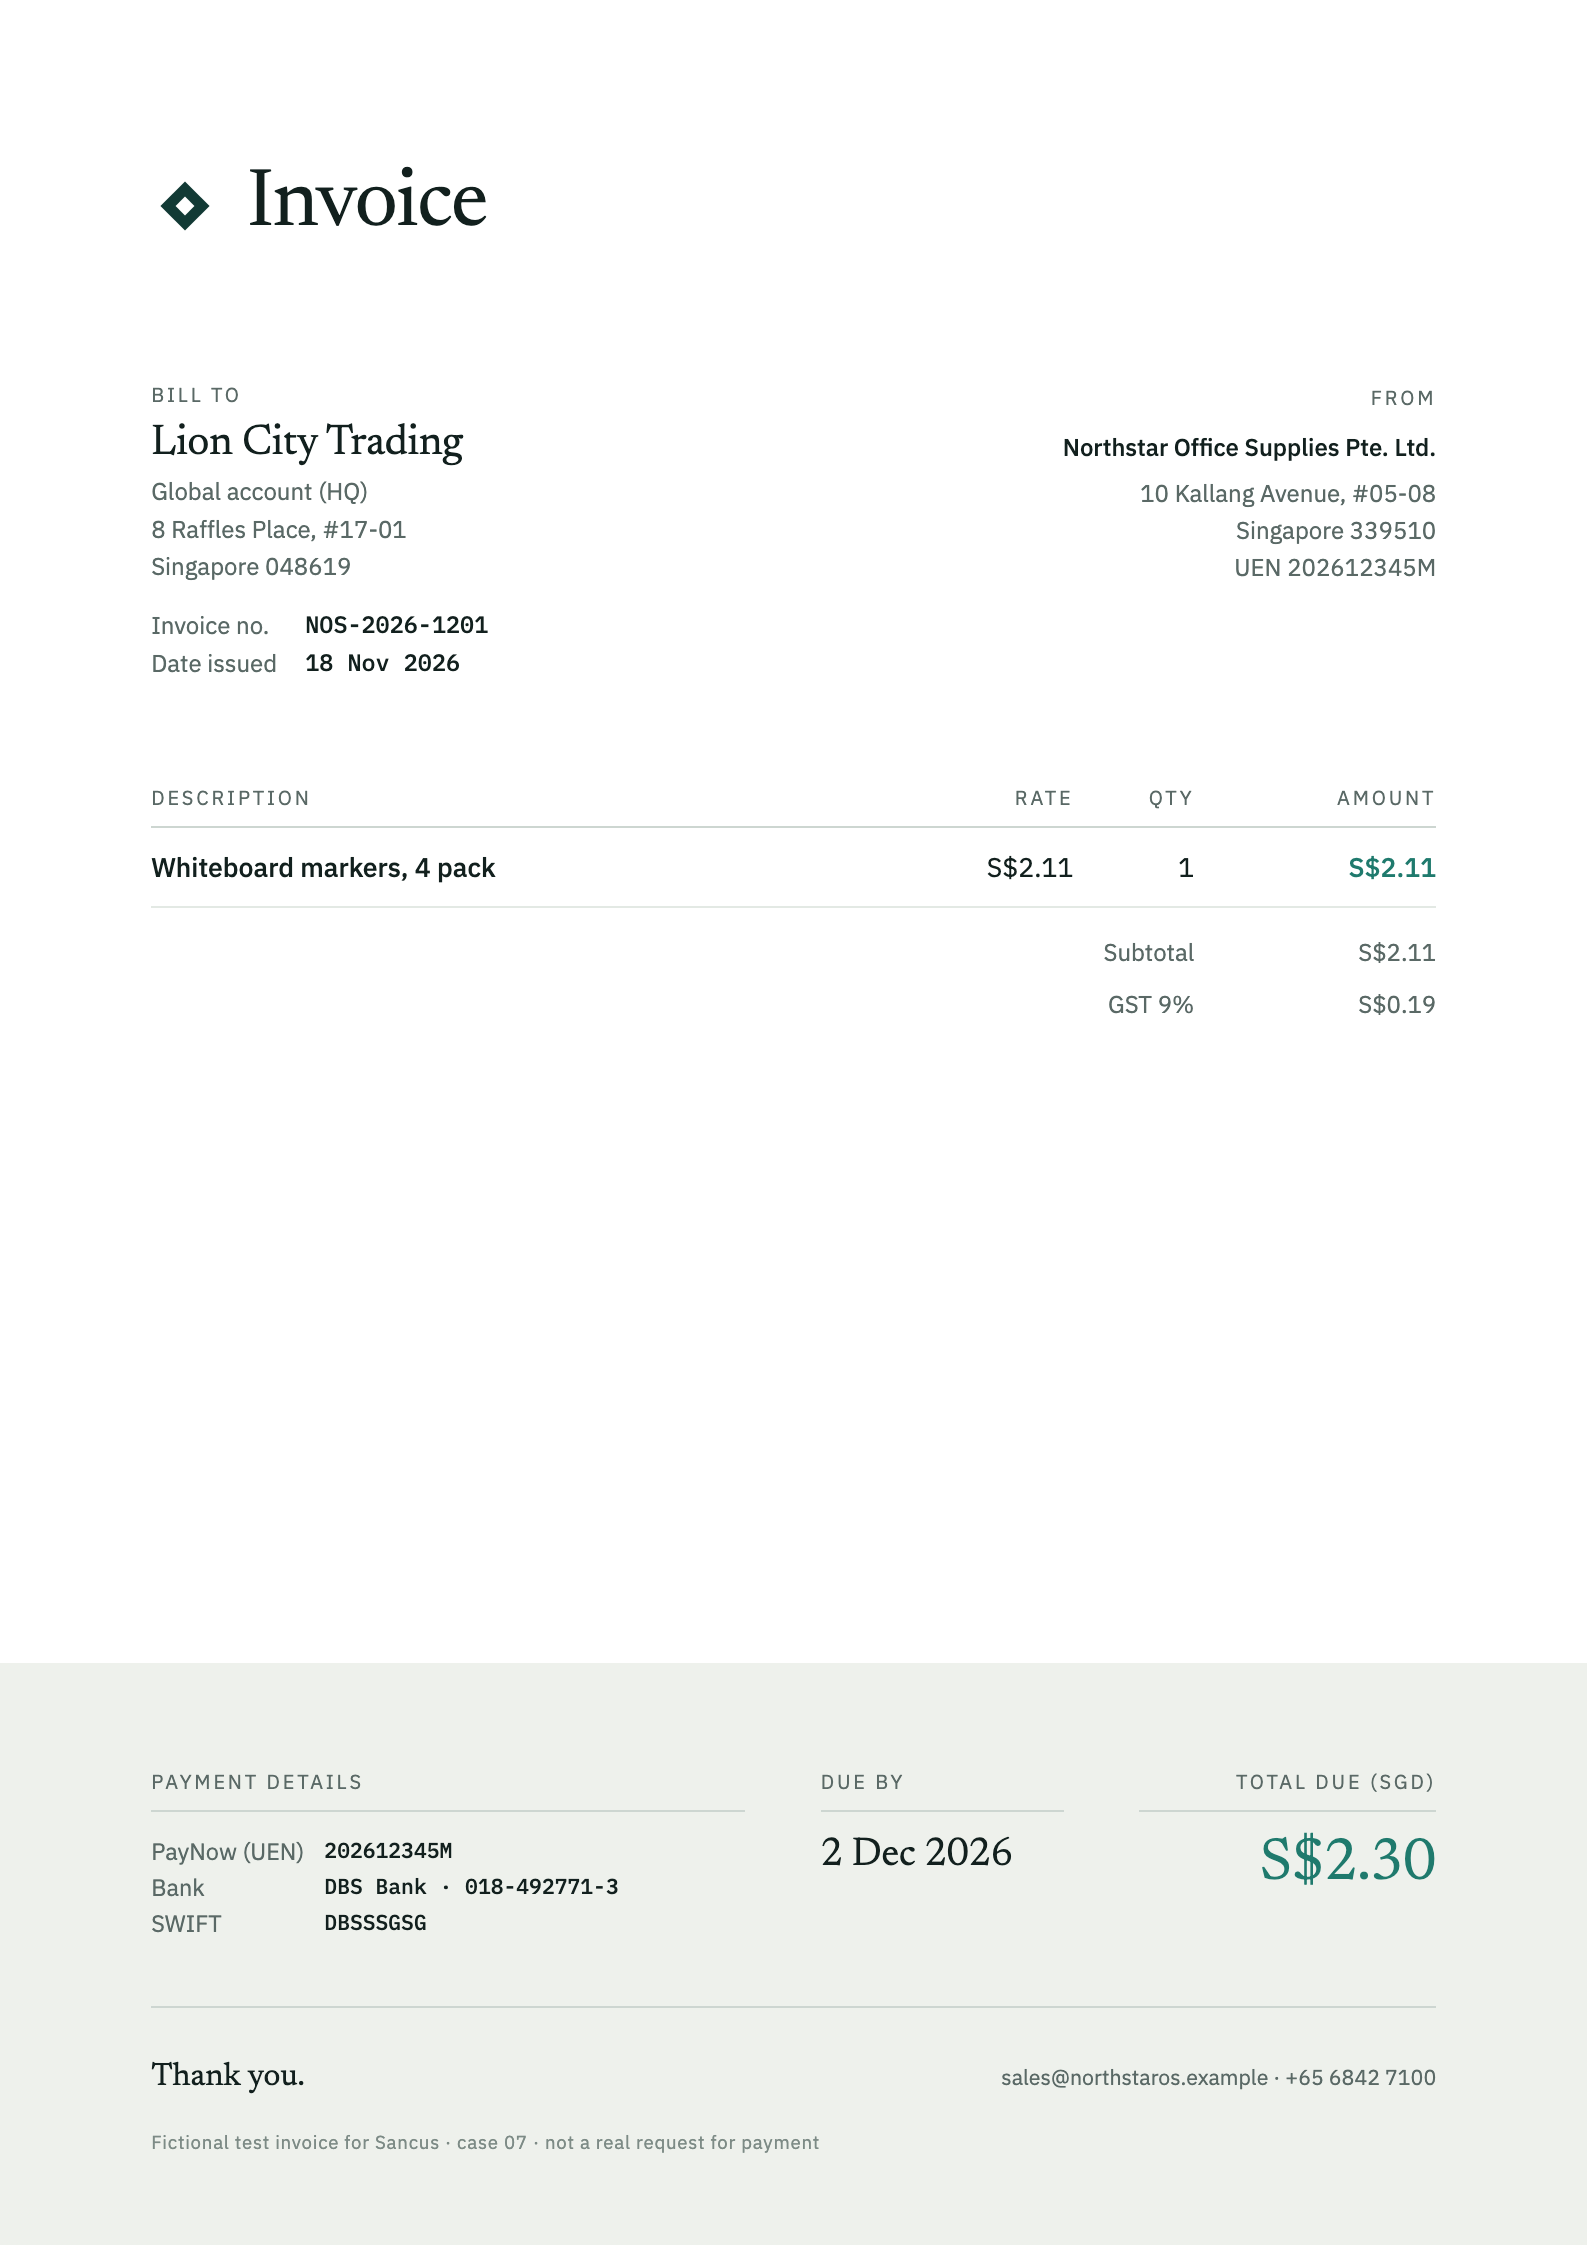 Invoice
BILL TO
Lion City Trading
Global account (HQ)
8 Raffles Place, #17-01
Singapore 048619
Invoice no. NOS-2026-1201
Date issued 18 Nov 2026
FROM
Northstar Office Supplies Pte. Ltd.
10 Kallang Avenue, #05-08
Singapore 339510
UEN 202612345M
DESCRIPTION RATE QTY AMOUNT
Whiteboard markers, 4 pack S$2.11 1 S$2.11
Subtotal S$2.11
GST 9% S$0.19
PAYMENT DETAILS
PayNow (UEN) 202612345M
Bank DBS Bank · 018-492771-3
SWIFT DBSSSGSG
DUE BY
2 Dec 2026
TOTAL DUE (SGD)
S$2.30
Thank you.
sales@northstaros.example · +65 6842 7100
Fictional test invoice for Sancus · case 07 · not a real request for payment